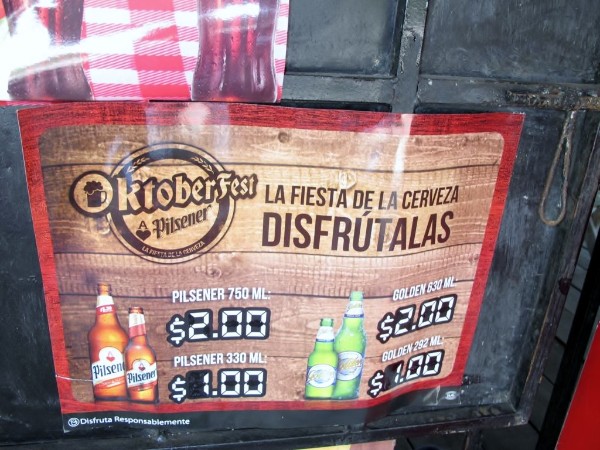 Oktoberfest
Pilsener
LA FIESTA DE LA CERVEZA
LA FIESTA DE LA CERVEZA
DISFRÚTALAS
PILSENER 750 ML:
$2.00
PILSENER 330 ML:
$1.00
GOLDEN 830 ML:
$2.00
GOLDEN 292 ML:
$1.00
Pilsener
Pilsener
Disfruta Responsablemente